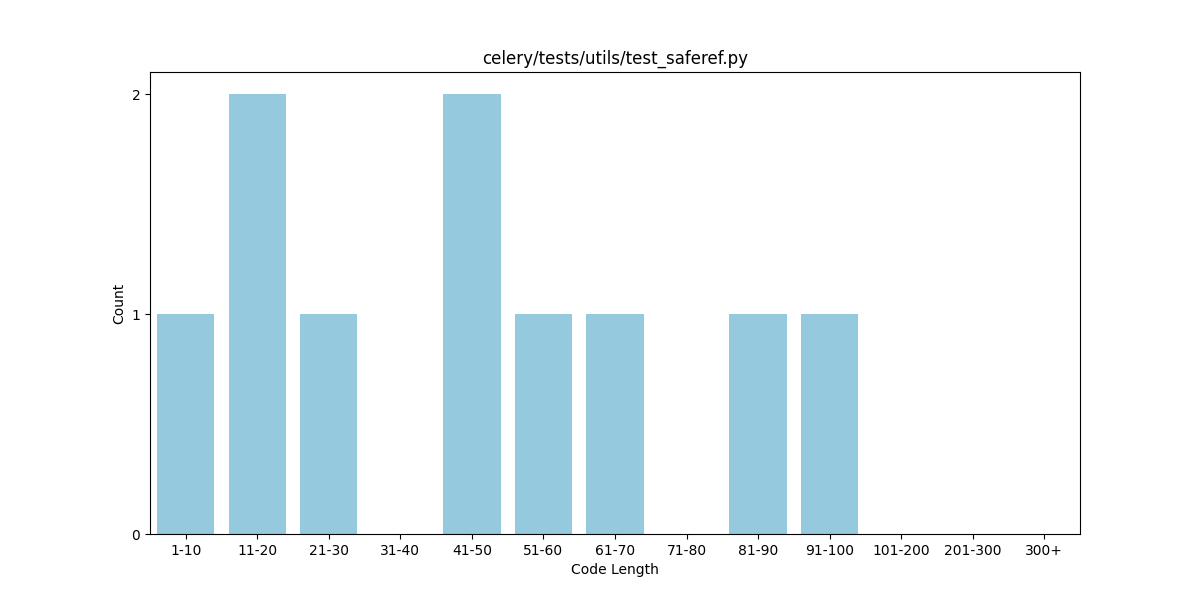 celery/tests/utils/test_saferef.py
2
1
0
Count
1-10 11-20 21-30 31-40 41-50 51-60 61-70 71-80 81-90 91-100 101-200 201-300 300+
Code Length